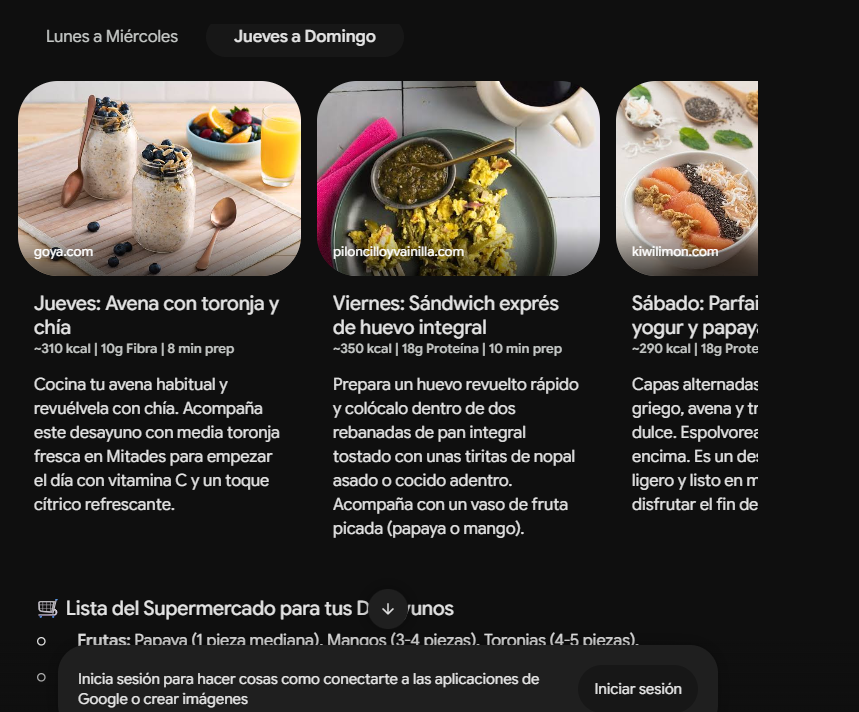 Lunes a Miércoles
Jueves a Domingo
goya.com
Jueves: Avena con toronja y
chía
~310 kcal | 10g Fibra | 8 min prep
Cocina tu avena habitual y
revuélvela con chía. Acompaña
este desayuno con media toronja
fresca en Mitades para empezar
el día con vitamina C y un toque
cítrico refrescante.
piloncilloyvainilla.com
Viernes: Sándwich exprés
de huevo integral
~350 kcal | 18g Proteína | 10 min prep
Prepara un huevo revuelto rápido
y colócalo dentro de dos
rebanadas de pan integral
tostado con unas tiritas de nopal
asado o cocido adentro.
Acompaña con un vaso de fruta
picada (papaya o mango).
kiwilimon.com
Sábado: Parfai
yogur y papay
~290 kcal | 18g Prote
Capas alternadas
griego, avena y tr
dulce. Espolvorea
encima. Es un des
ligero y listo en m
disfrutar el fin de
Lista del Supermercado para tus D yunos
Frutas: Papaya (1 pieza mediana), Mangos (3-4 piezas), Toronjas (4-5 piezas),
Inicia sesión para hacer cosas como conectarte a las aplicaciones de
Google o crear imágenes
Iniciar sesión